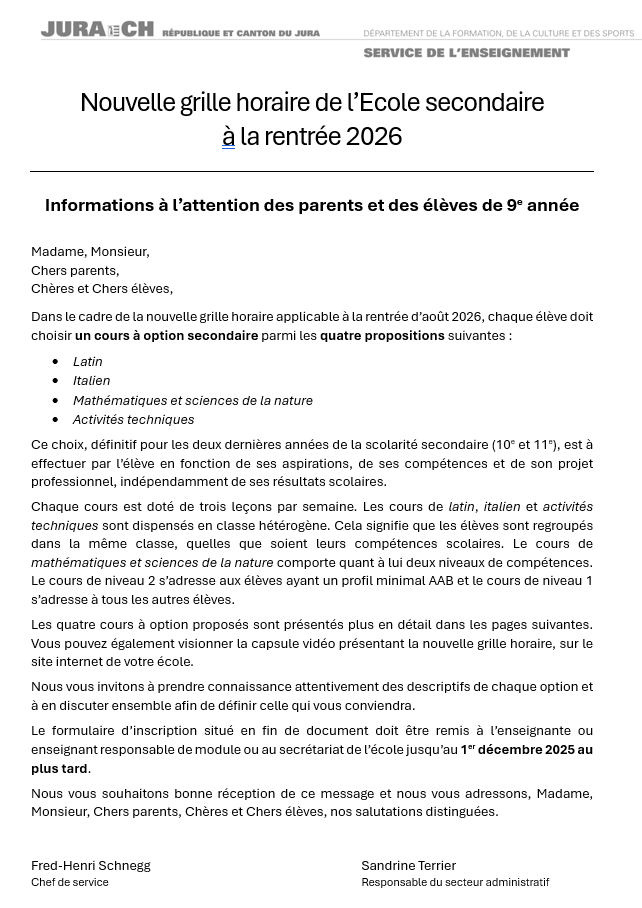 JURA CH RÉPUBLIQUE ET CANTON DU JURA
DÉPARTEMENT DE LA FORMATION, DE LA CULTURE ET DES SPORTS
SERVICE DE L'ENSEIGNEMENT
Nouvelle grille horaire de l'Ecole secondaire
à la rentrée 2026
Informations à l'attention des parents et des élèves de 9e année
Madame, Monsieur,
Chers parents,
Chères et Chers élèves,
Dans le cadre de la nouvelle grille horaire applicable à la rentrée d'août 2026, chaque élève doit
choisir un cours à option secondaire parmi les quatre propositions suivantes :
• Latin
• Italien
• Mathématiques et sciences de la nature
• Activités techniques
Ce choix, définitif pour les deux dernières années de la scolarité secondaire (10e et 11e), est à
effectuer par l'élève en fonction de ses aspirations, de ses compétences et de son projet
professionnel, indépendamment de ses résultats scolaires.
Chaque cours est doté de trois leçons par semaine. Les cours de latin, italien et activités
techniques sont dispensés en classe hétérogène. Cela signifie que les élèves sont regroupés
dans la même classe, quelles que soient leurs compétences scolaires. Le cours de
mathématiques et sciences de la nature comporte quant à lui deux niveaux de compétences.
Le cours de niveau 2 s'adresse aux élèves ayant un profil minimal AAB et le cours de niveau 1
s'adresse à tous les autres élèves.
Les quatre cours à option proposés sont présentés plus en détail dans les pages suivantes.
Vous pouvez également visionner la capsule vidéo présentant la nouvelle grille horaire, sur le
site internet de votre école.
Nous vous invitons à prendre connaissance attentivement des descriptifs de chaque option et
à en discuter ensemble afin de définir celle qui vous conviendra.
Le formulaire d'inscription situé en fin de document doit être remis à l'enseignante ou
enseignant responsable de module ou au secrétariat de l'école jusqu'au 1er décembre 2025 au
plus tard.
Nous vous souhaitons bonne réception de ce message et nous vous adressons, Madame,
Monsieur, Chers parents, Chères et Chers élèves, nos salutations distinguées.
Fred-Henri Schnegg
Chef de service
Sandrine Terrier
Responsable du secteur administratif